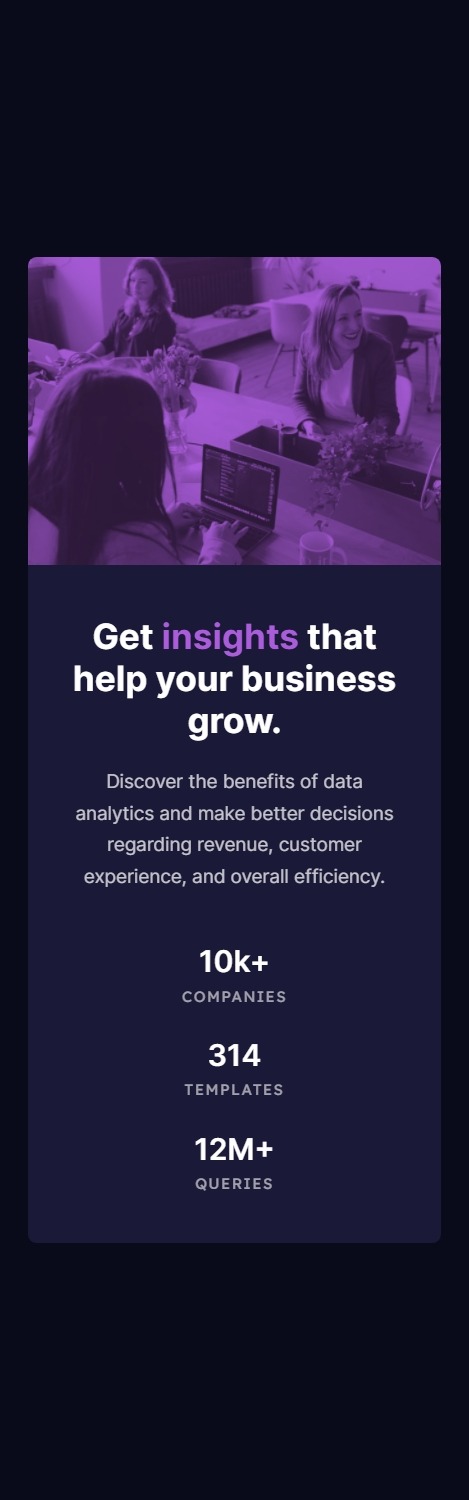 Get insights that
help your business
grow.
Discover the benefits of data
analytics and make better decisions
regarding revenue, customer
experience, and overall efficiency.
10k+
COMPANIES
314
TEMPLATES
12M+
QUERIES